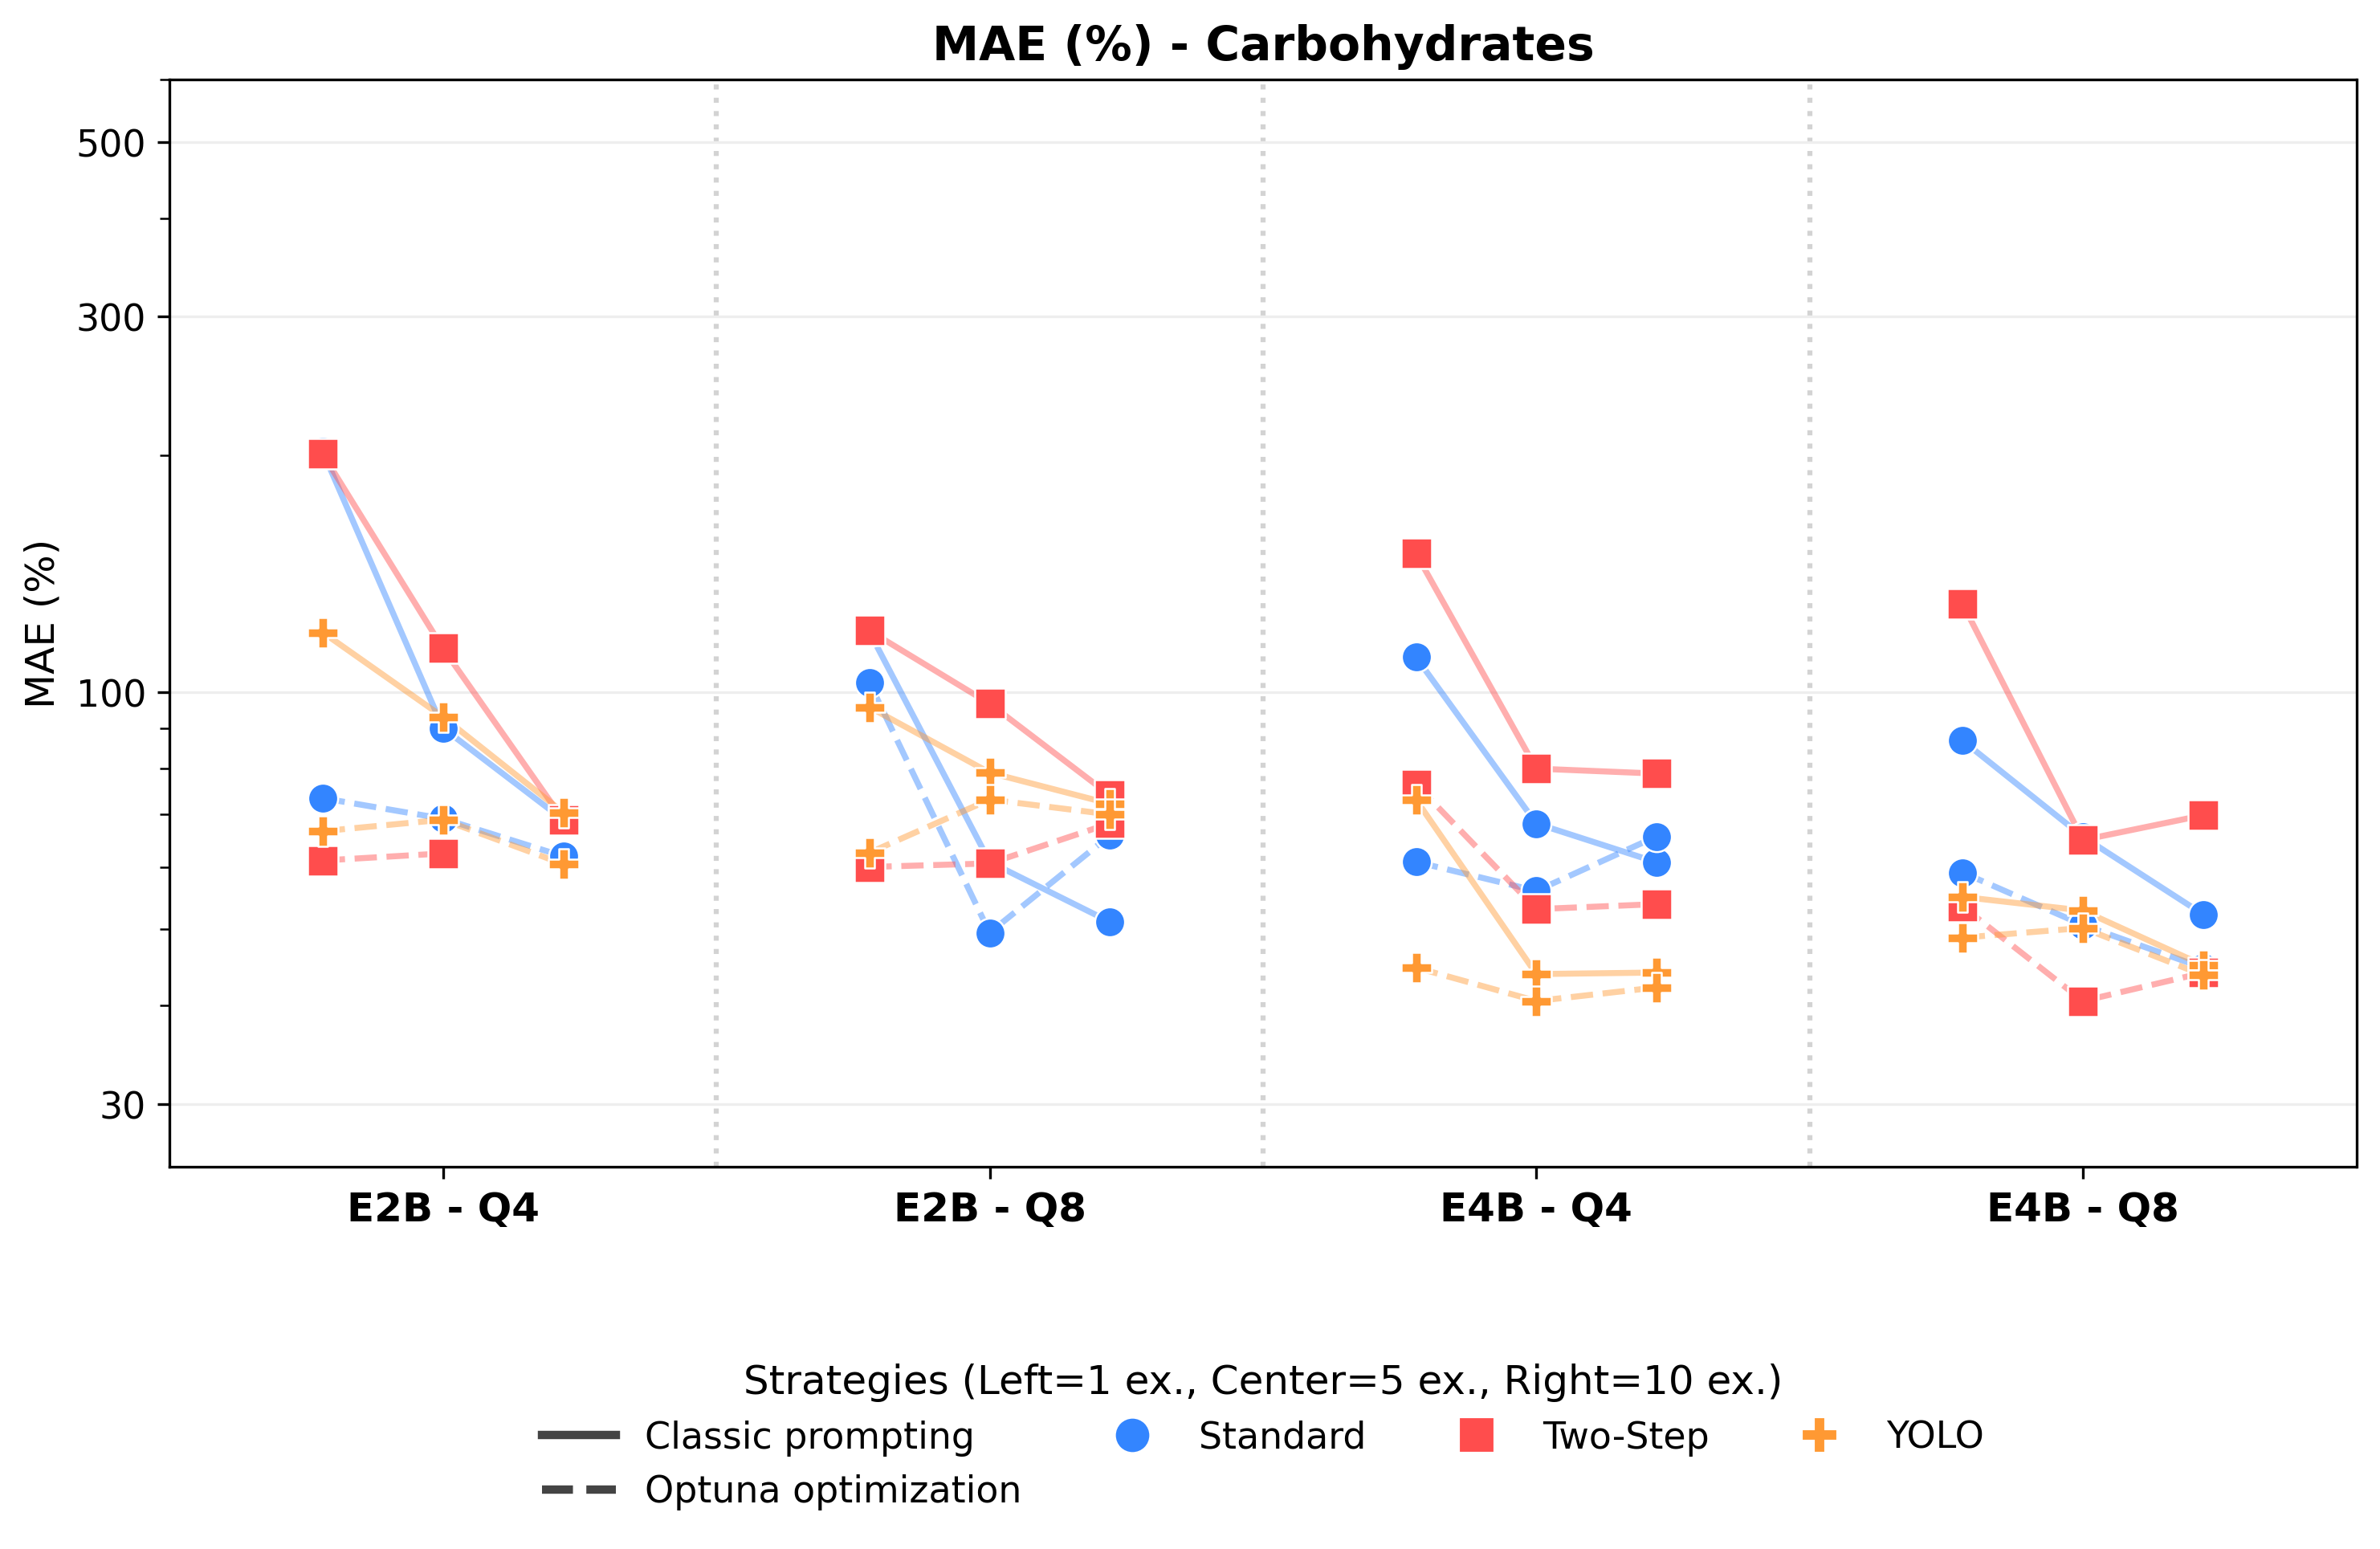 MAE (%) - Carbohydrates
MAE (%)
500
300
100
30
E2B - Q4
E2B - Q8
E4B - Q4
E4B - Q8
Strategies (Left=1 ex., Center=5 ex., Right=10 ex.)
Classic prompting
Optuna optimization
Standard
Two-Step
YOLO